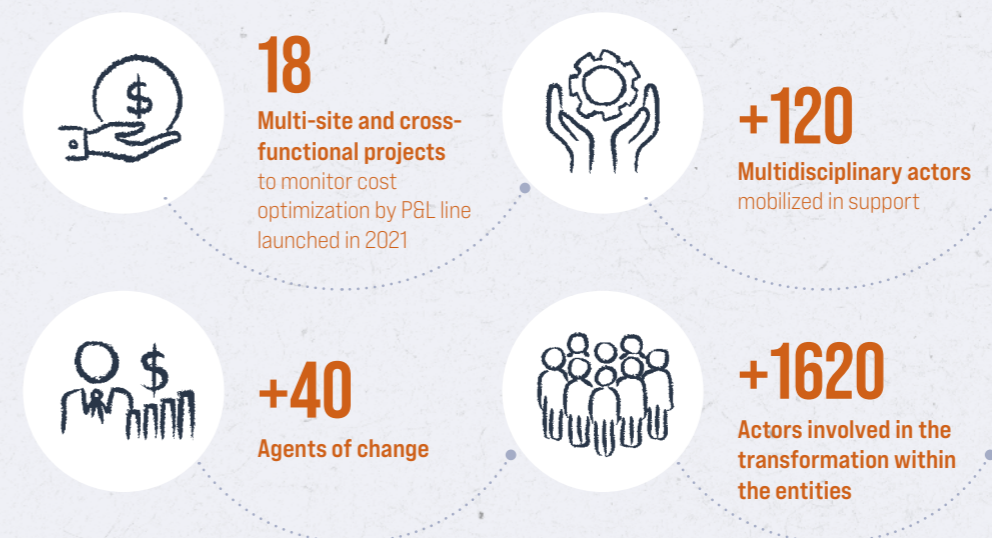 18
Multi-site and cross-
functional projects
to monitor cost
optimization by P&L line
launched in 2021
+120
Multidisciplinary actors
mobilized in support
+40
Agents of change
+1620
Actors involved in the
transformation within
the entities